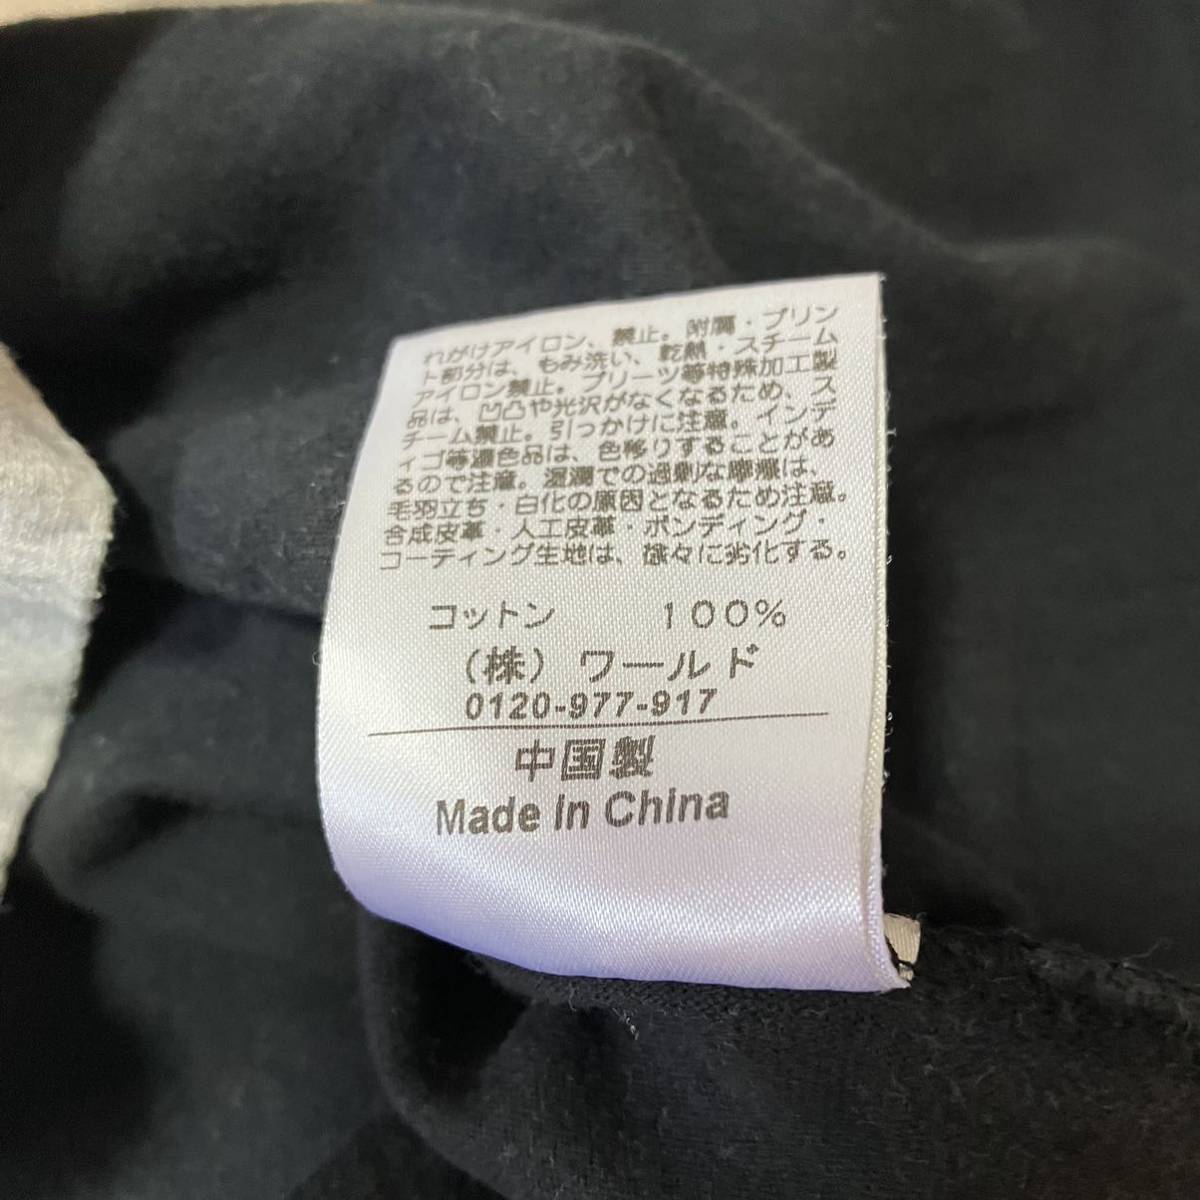 れがけアイロン、禁止。附属・プリン
ト部分は、もみ洗い、乾熱・スチーム
アイロン禁止。プリーツ等特殊加工製
品は、凹凸や光沢がなくなるため、ス
チーム禁止。引っかけに注意。インデ
ィゴ等濃色品は、色移りすることがあ
るので注意。湿潤での過剰な摩擦は、
毛羽立ち・白化の原因となるため注意。
合成皮革・人工皮革・ボンディング・
コーティング生地は、徐々に劣化する。
コットン 100%
(株) ワールド
0120-977-917
中国製
Made in China